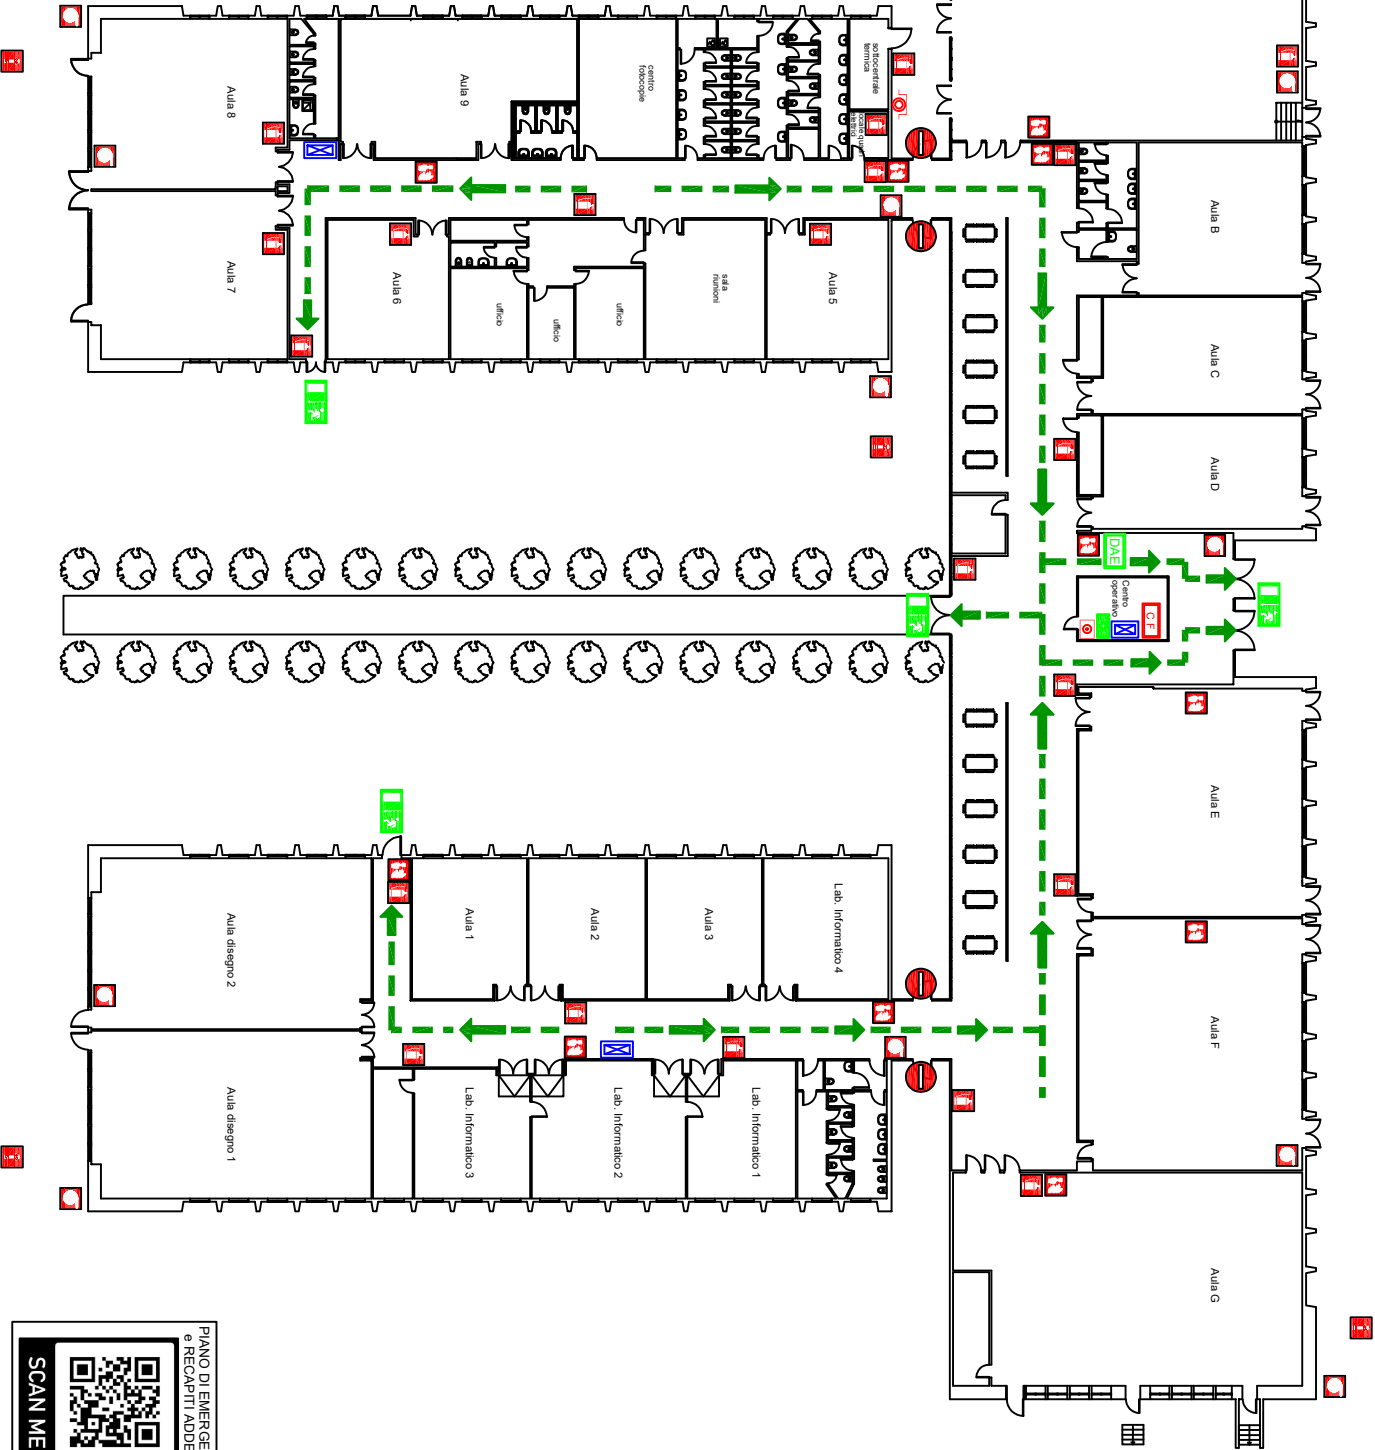 Aula 8
Aula 9
centro
fotocopie
sottocentrale
termica
Aula B
Aula 7
Aula 6
ufficio
ufficio
ufficio
sala
riunioni
Aula 5
Aula C
Aula D
DAE
Centro
operativo
C.F.
Aula E
Aula disegno 2
Aula 1
Aula 2
Aula 3
Lab. Informatico 4
Aula F
Aula disegno 1
Lab. Informatico 3
Lab. Informatico 2
Lab. Informatico 1
Aula G
PIANO DI EMERGE
e RECAPITI ADDE
SCAN ME